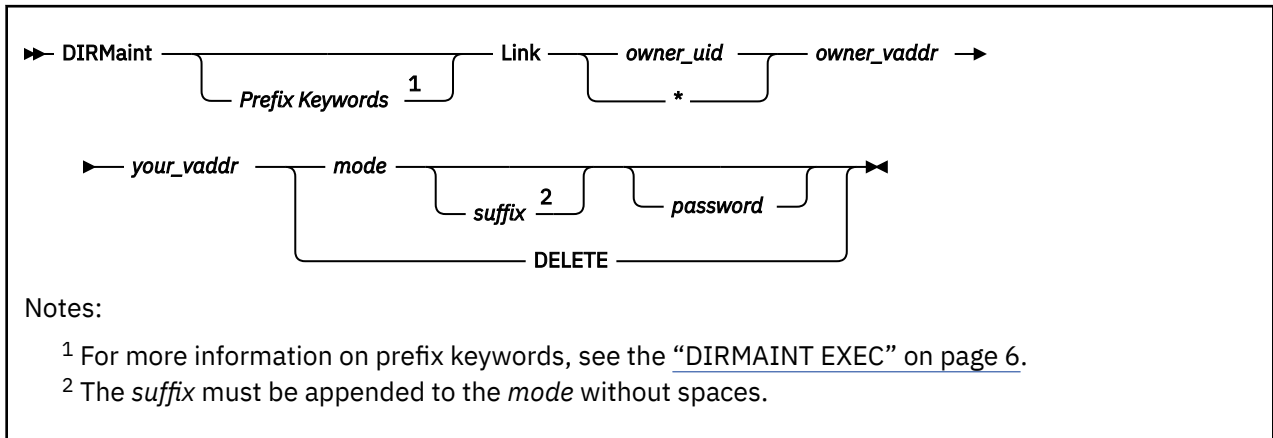 DIRMaint Prefix Keywords 1 Link owner_uid * owner_vaddr
your_vaddr mode suffix 2 password DELETE
Notes:
1 For more information on prefix keywords, see the “DIRMAINT EXEC” on page 6.
2 The suffix must be appended to the mode without spaces.